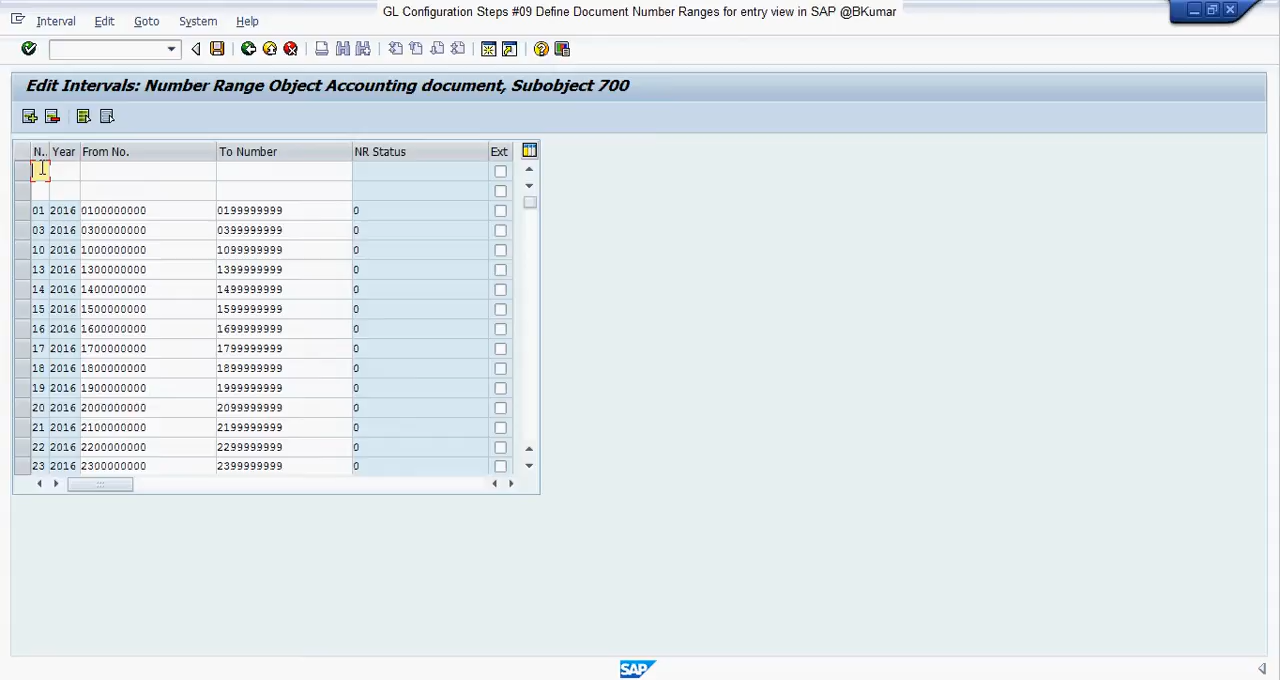 GL Configuration Steps #09 Define Document Number Ranges for entry view in SAP @BKumar
Interval Edit Goto System Help
Edit Intervals: Number Range Object Accounting document, Subobject 700
N.. Year From No. To Number NR Status Ext
01 2016 0100000000 0199999999 0
03 2016 0300000000 0399999999 0
10 2016 1000000000 1099999999 0
13 2016 1300000000 1399999999 0
14 2016 1400000000 1499999999 0
15 2016 1500000000 1599999999 0
16 2016 1600000000 1699999999 0
17 2016 1700000000 1799999999 0
18 2016 1800000000 1899999999 0
19 2016 1900000000 1999999999 0
20 2016 2000000000 2099999999 0
21 2016 2100000000 2199999999 0
22 2016 2200000000 2299999999 0
23 2016 2300000000 2399999999 0
SAP